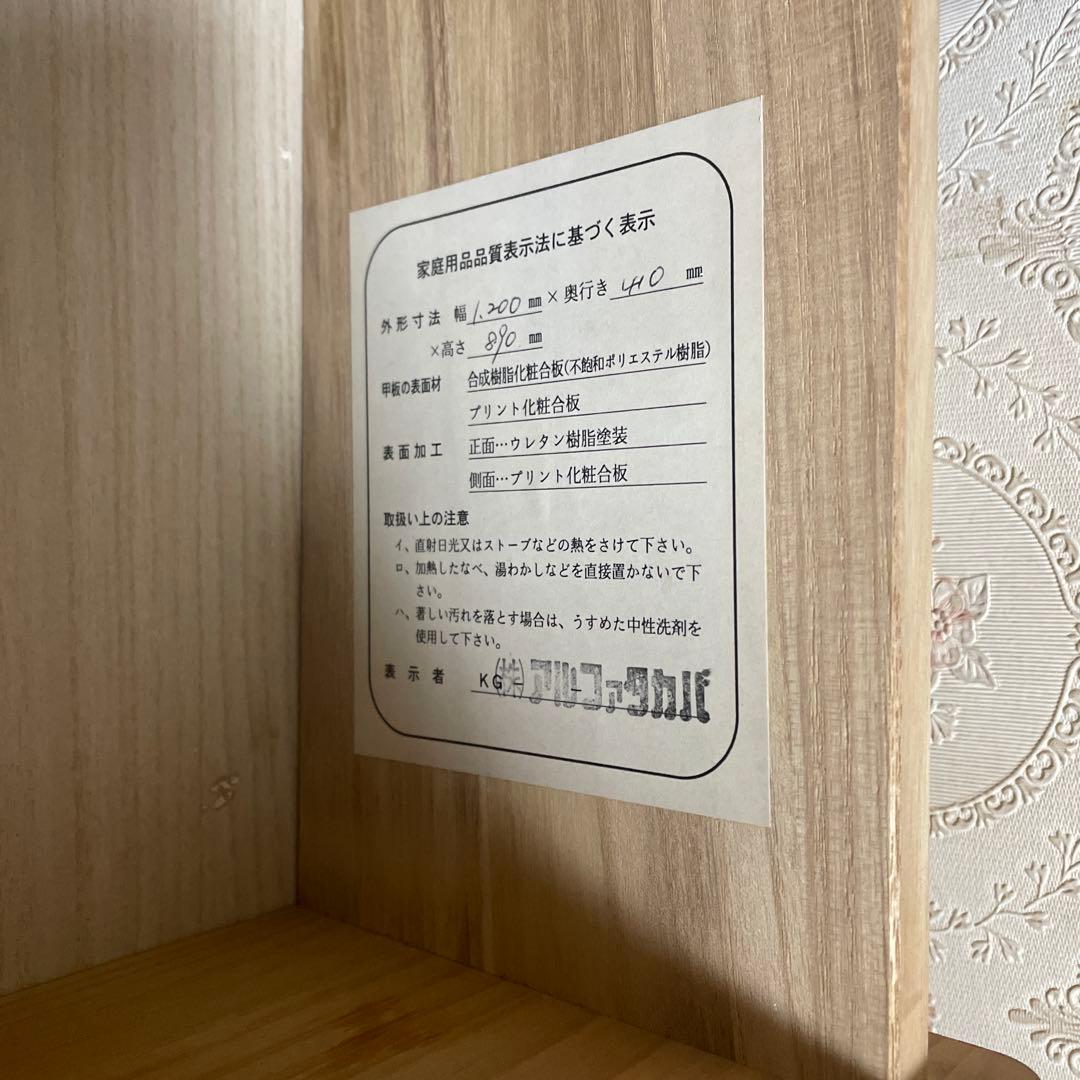 家庭用品品質表示法に基づく表示
外形寸法 幅 1,200 ㎜ × 奥行き 410 ㎜
×高さ 890 ㎜
甲板の表面材 合成樹脂化粧合板(不飽和ポリエステル樹脂)
プリント化粧合板
表面加工 正面…ウレタン樹脂塗装
側面…プリント化粧合板
取扱い上の注意
イ、直射日光又はストーブなどの熱をさけて下さい。
ロ、加熱したなべ、湯わかしなどを直接置かないで下
さい。
ハ、著しい汚れを落とす場合は、うすめた中性洗剤を
使用して下さい。
表示者 KG- - ㈱アルファタカバ